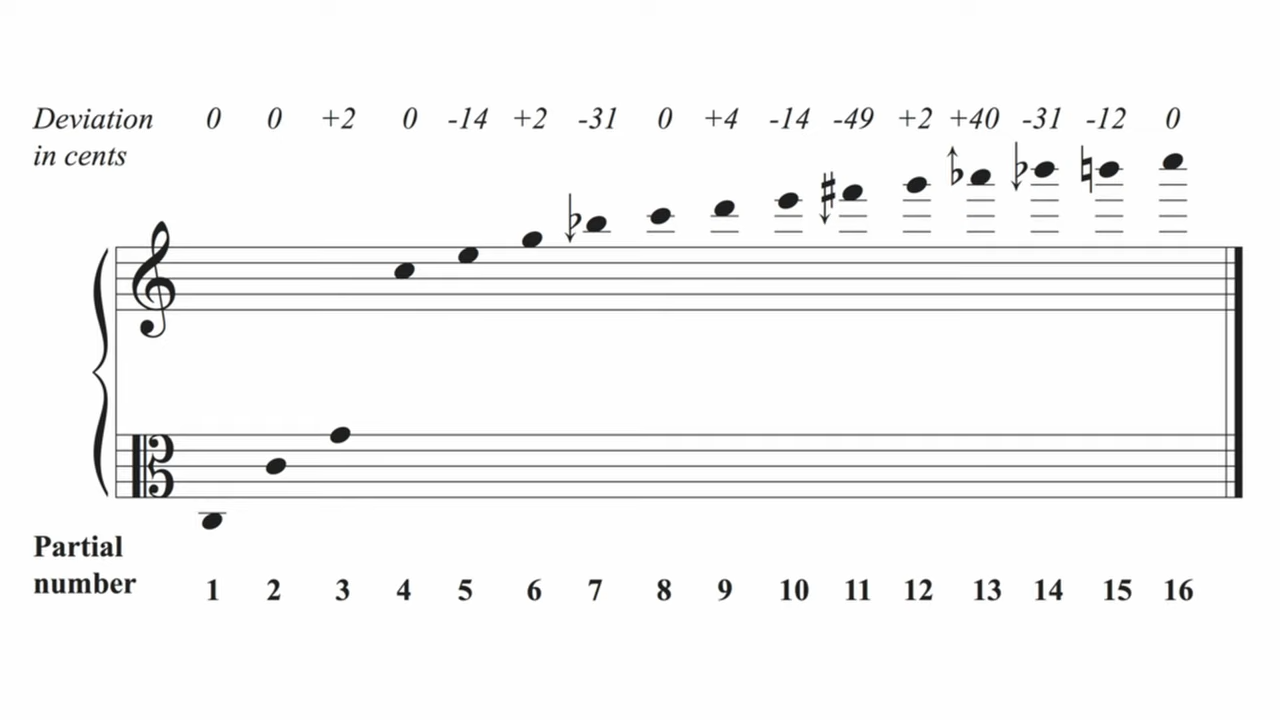 Deviation 0 0 +2 0 -14 +2 -31 0 +4 -14 -49 +2 +40 -31 -12 0
in cents
Partial
number 1 2 3 4 5 6 7 8 9 10 11 12 13 14 15 16